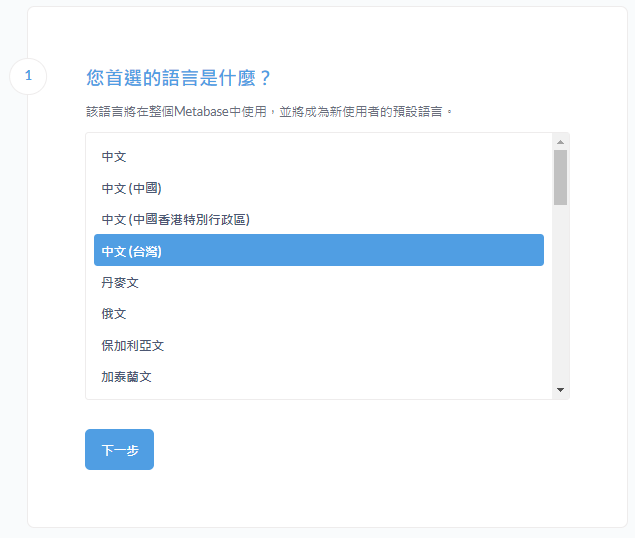 1
您首選的語言是什麼？
該語言將在整個Metabase中使用，並將成為新使用者的預設語言。
中文
中文 (中國)
中文 (中國香港特別行政區)
中文 (台灣)
丹麥文
俄文
保加利亞文
加泰蘭文
下一步